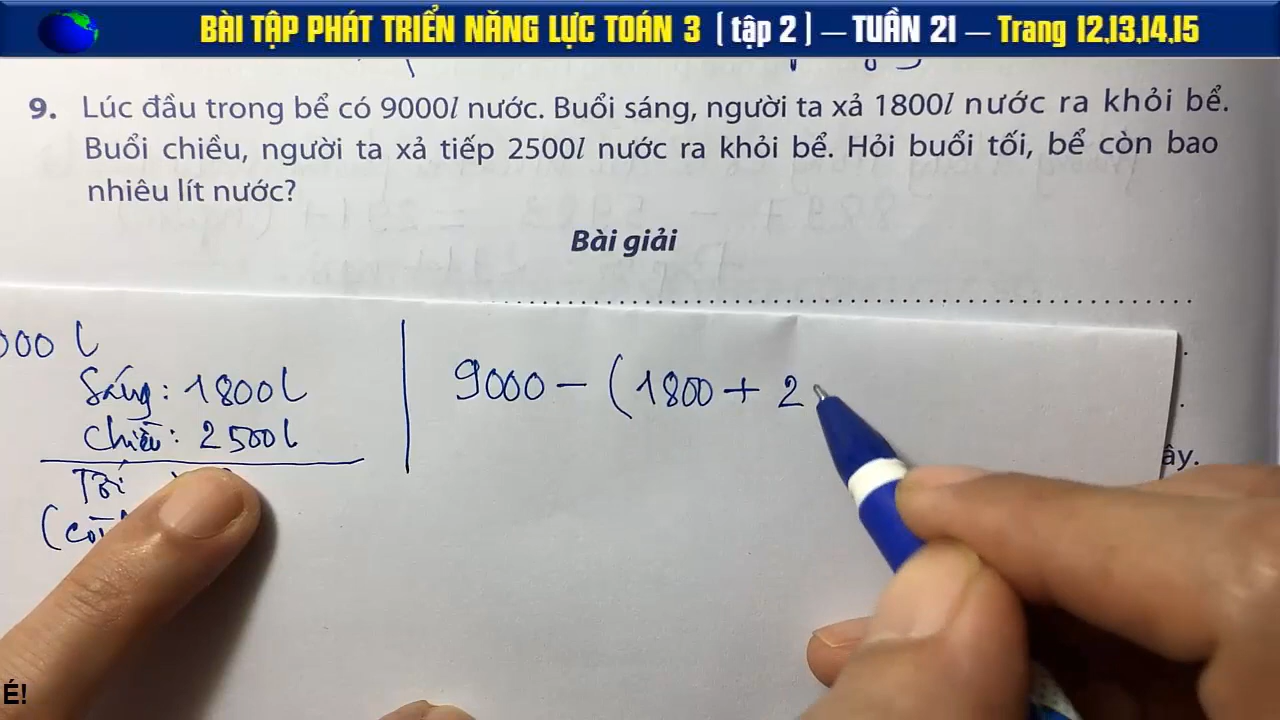 BÀI TẬP PHÁT TRIỂN NĂNG LỰC TOÁN 3 ( tập 2 ) – TUẦN 21 – Trang 12,13,14,15
9. Lúc đầu trong bể có 9000l nước. Buổi sáng, người ta xả 1800l nước ra khỏi bể.
Buổi chiều, người ta xả tiếp 2500l nước ra khỏi bể. Hỏi buổi tối, bể còn bao
nhiêu lít nước?
Bài giải
000 l
Sáng: 1800l
Chiều: 2500l
Tối
9000 – (1800 + 2
ây.
É!